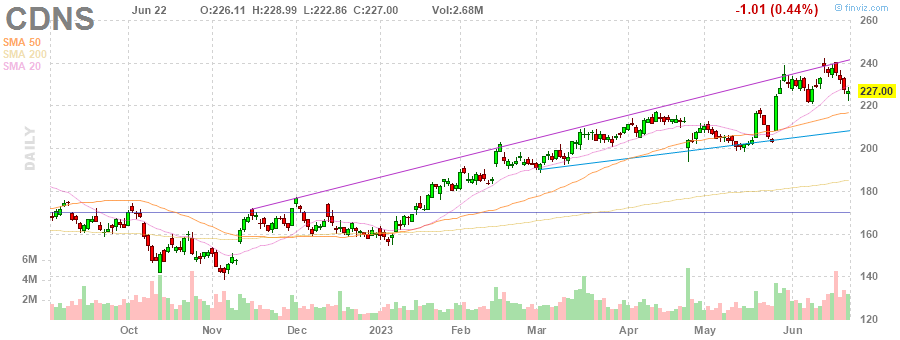 CDNS Jun 22 O:226.11 H:228.99 L:222.86 C:227.00 Vol:2.68M -1.01 (0.44%) finviz.com
SMA 50
SMA 200
SMA 20
DAILY
260
240
227.00
220
200
180
160
140
120
6M
4M
2M
Oct Nov Dec 2023 Feb Mar Apr May Jun